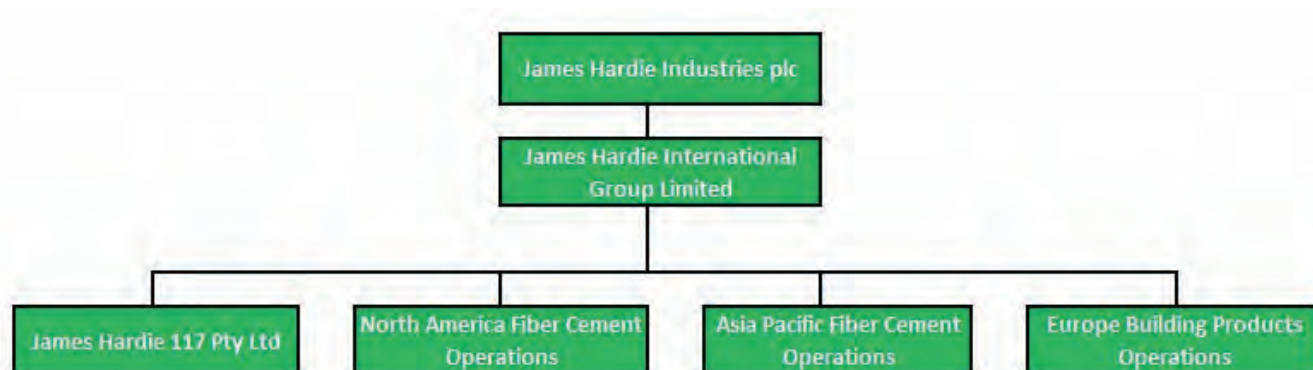 James Hardie Industries plc
James Hardie International
Group Limited
James Hardie 117 Pty Ltd
North America Fiber Cement
Operations
Asia Pacific Fiber Cement
Operations
Europe Building Products
Operations